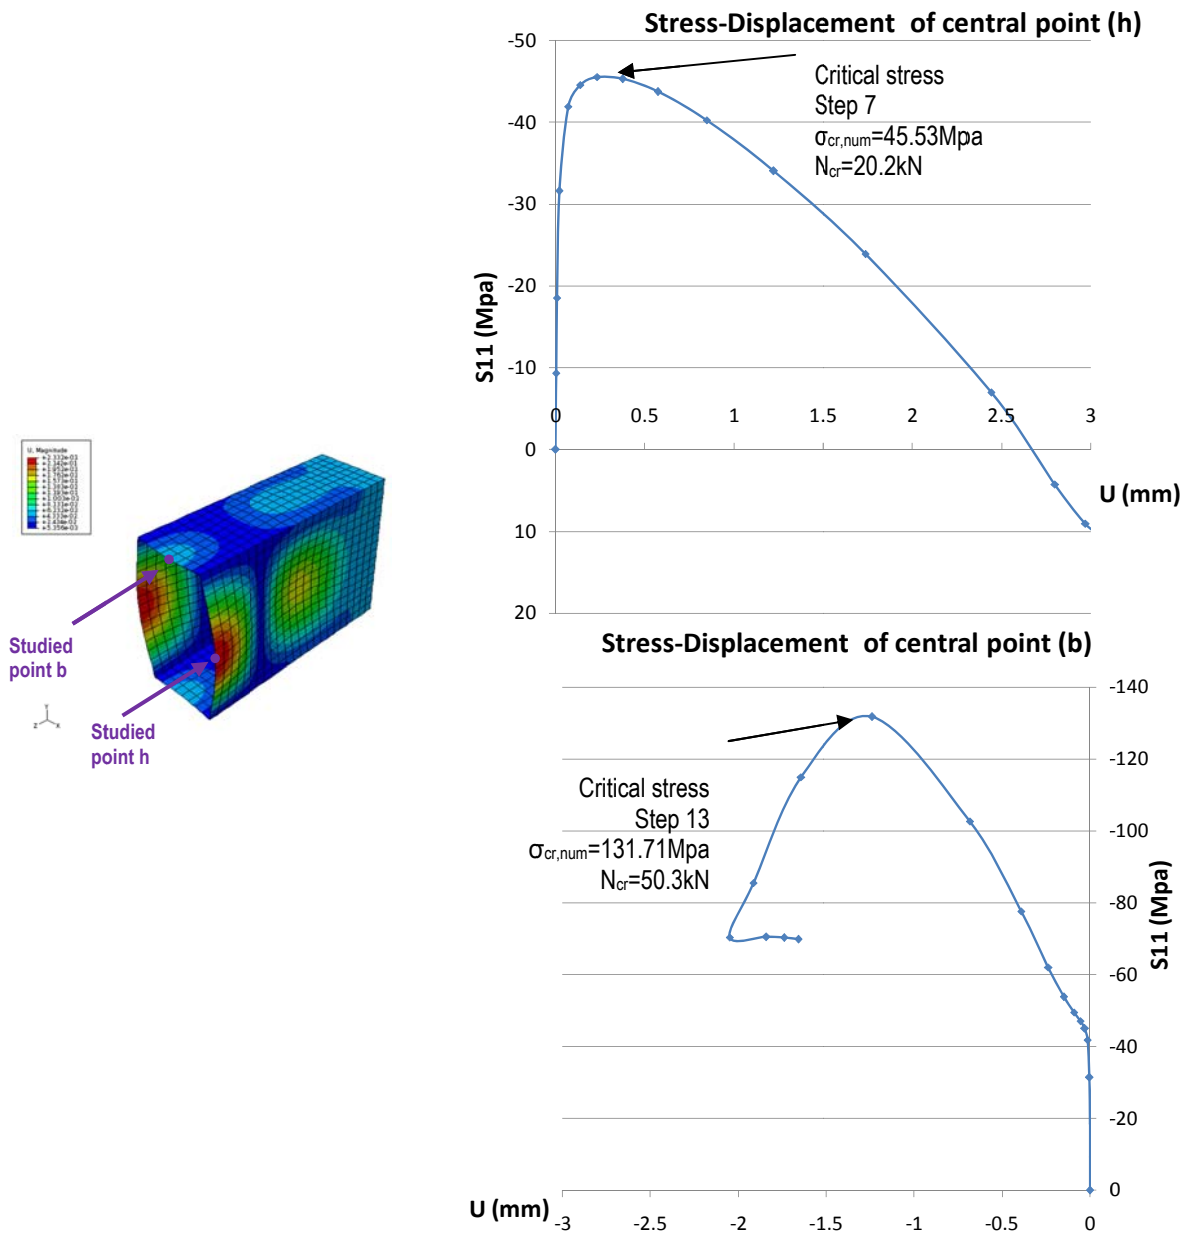 Stress-Displacement of central point (h)
-50
-40
-30
-20
-10
0
10
20
S11 (Mpa)
0
0.5
1
1.5
2
2.5
3
U (mm)
Critical stress
Step 7
σcr,num=45.53Mpa
Ncr=20.2kN
U, Magnitude
Studied
point b
Studied
point h
Y
Z
X
Stress-Displacement of central point (b)
-140
-120
-100
-80
-60
-40
-20
0
S11 (Mpa)
Critical stress
Step 13
σcr,num=131.71Mpa
Ncr=50.3kN
U (mm)
-3
-2.5
-2
-1.5
-1
-0.5
0